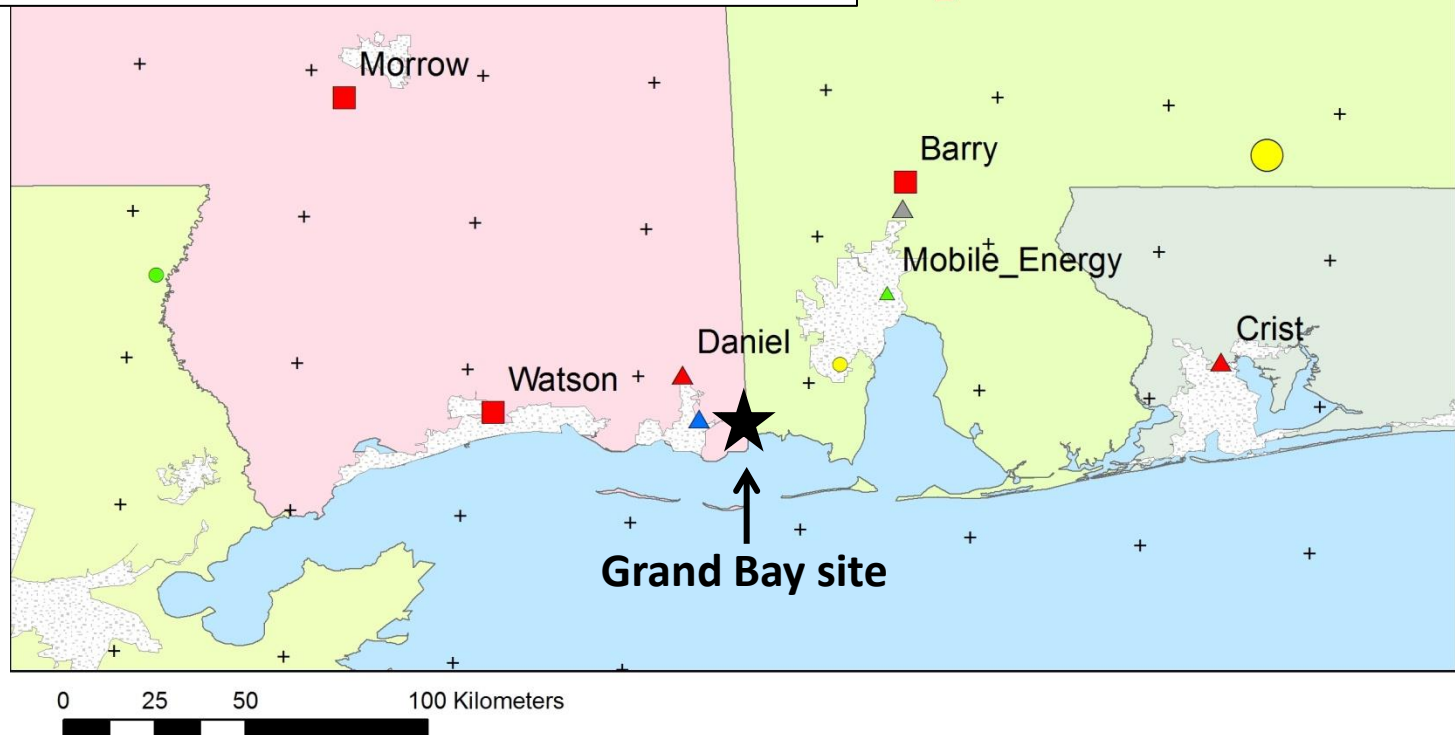 Morrow
Barry
Mobile_Energy
Crist
Daniel
Watson
Grand Bay site
0 25 50 100 Kilometers